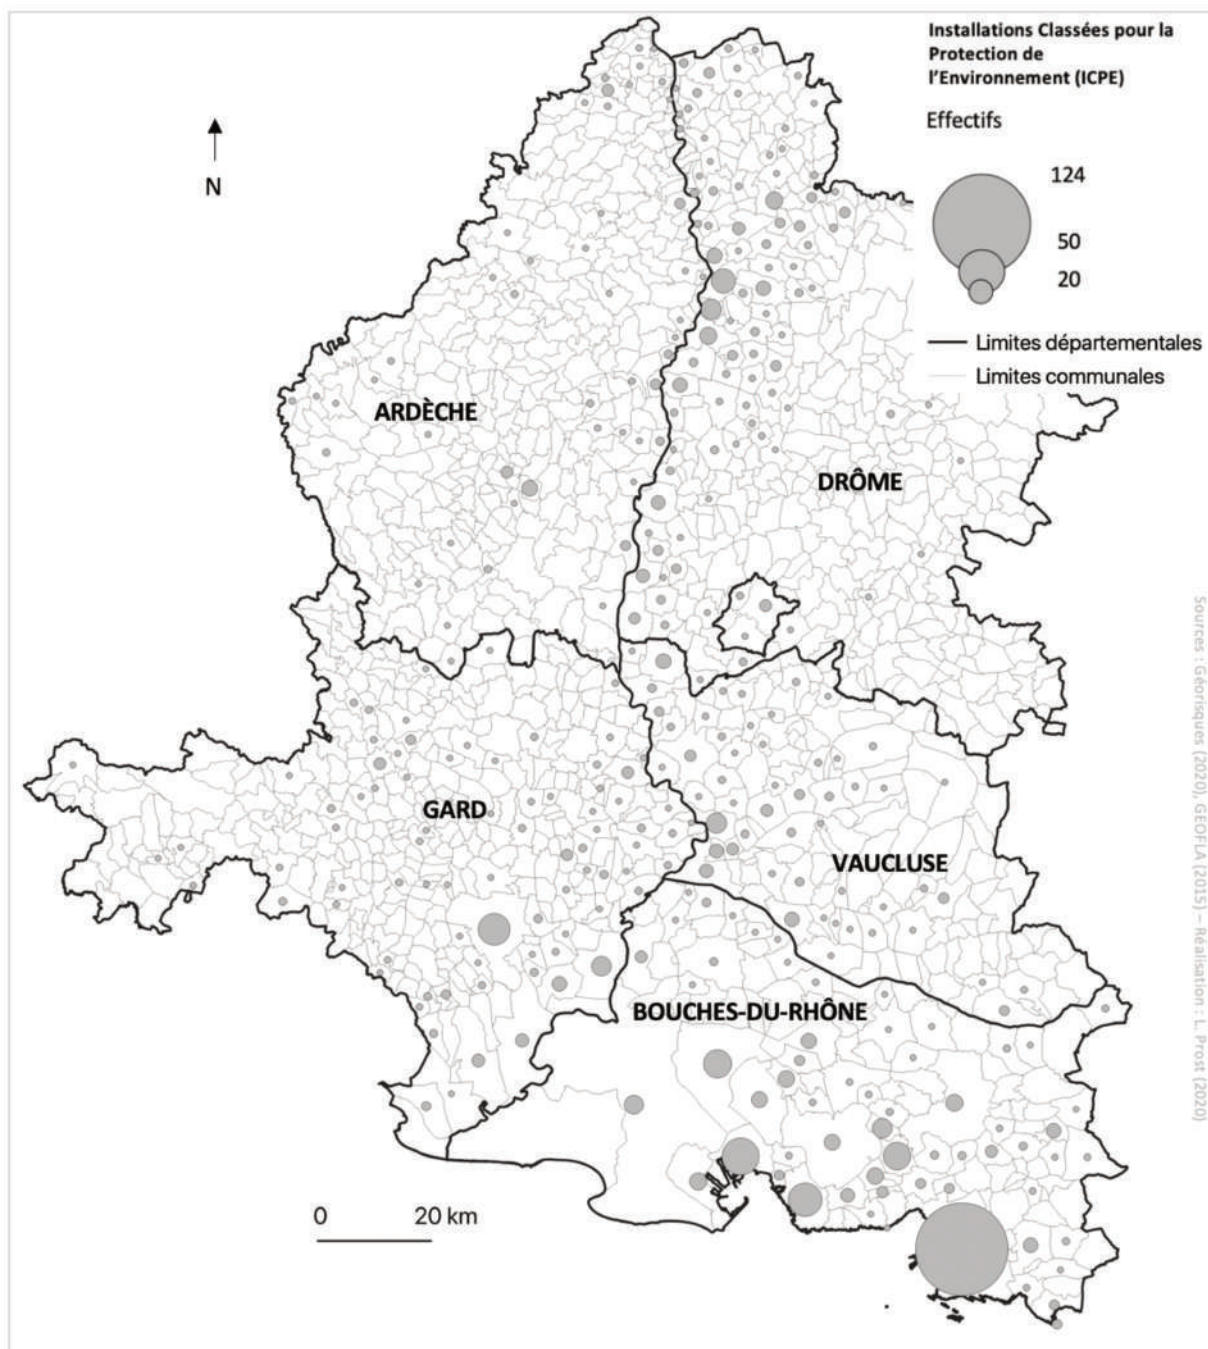 Installations Classées pour la
Protection de
l'Environnement (ICPE)
Effectifs
124
50
20
Limites départementales
Limites communales
N
ARDÈCHE
DRÔME
GARD
VAUCLUSE
BOUCHES-DU-RHÔNE
0 20 km
Sources : Géorisques (2020), GEOFLA (2015) – Réalisation : L. Prost (2020)